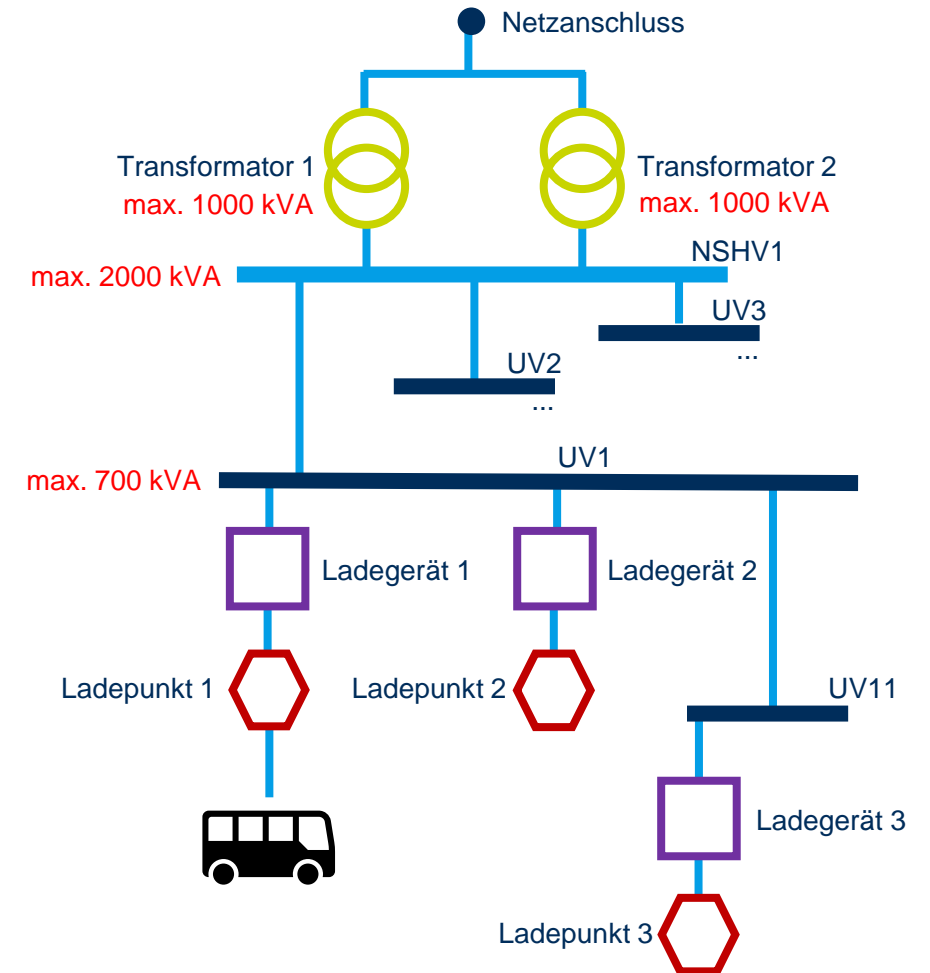 Netzanschluss
Transformator 1
max. 1000 kVA
Transformator 2
max. 1000 kVA
NSHV1
max. 2000 kVA
UV3
...
UV2
...
UV1
max. 700 kVA
Ladegerät 1
Ladegerät 2
Ladepunkt 1
Ladepunkt 2
UV11
Ladegerät 3
Ladepunkt 3